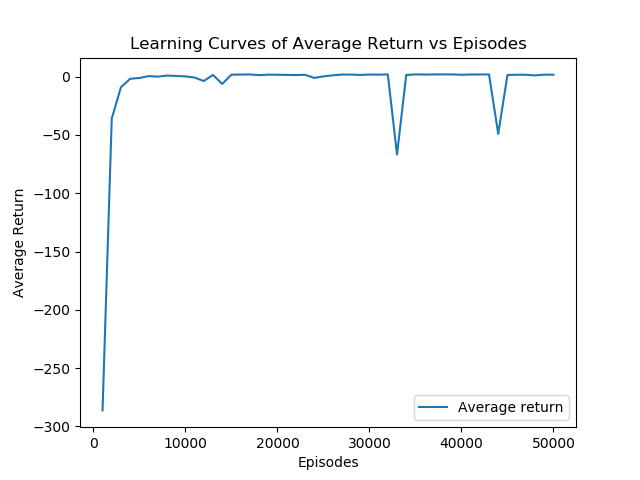 Learning Curves of Average Return vs Episodes
0
−50
−100
−150
−200
−250
−300
Average Return
0 10000 20000 30000 40000 50000
Episodes
Average return